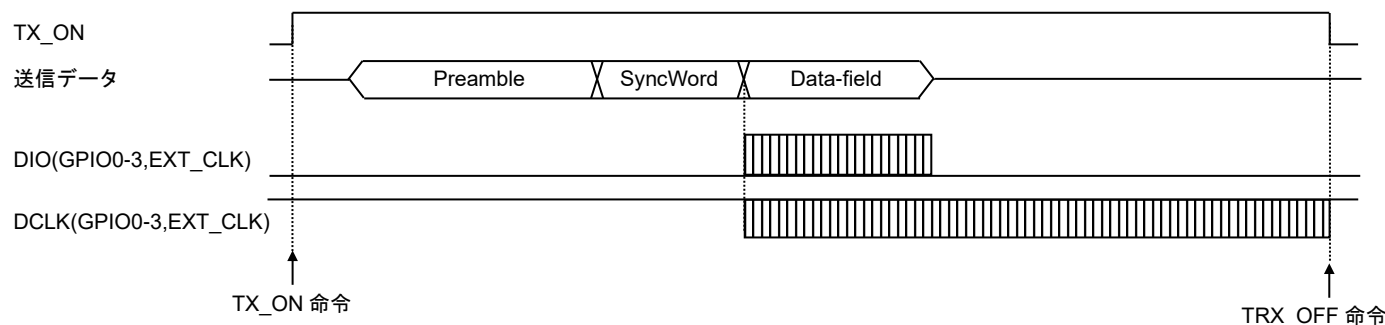 TX_ON
送信データ
Preamble
SyncWord
Data-field
DIO(GPIO0-3,EXT_CLK)
DCLK(GPIO0-3,EXT_CLK)
TX_ON 命令
TRX_OFF 命令